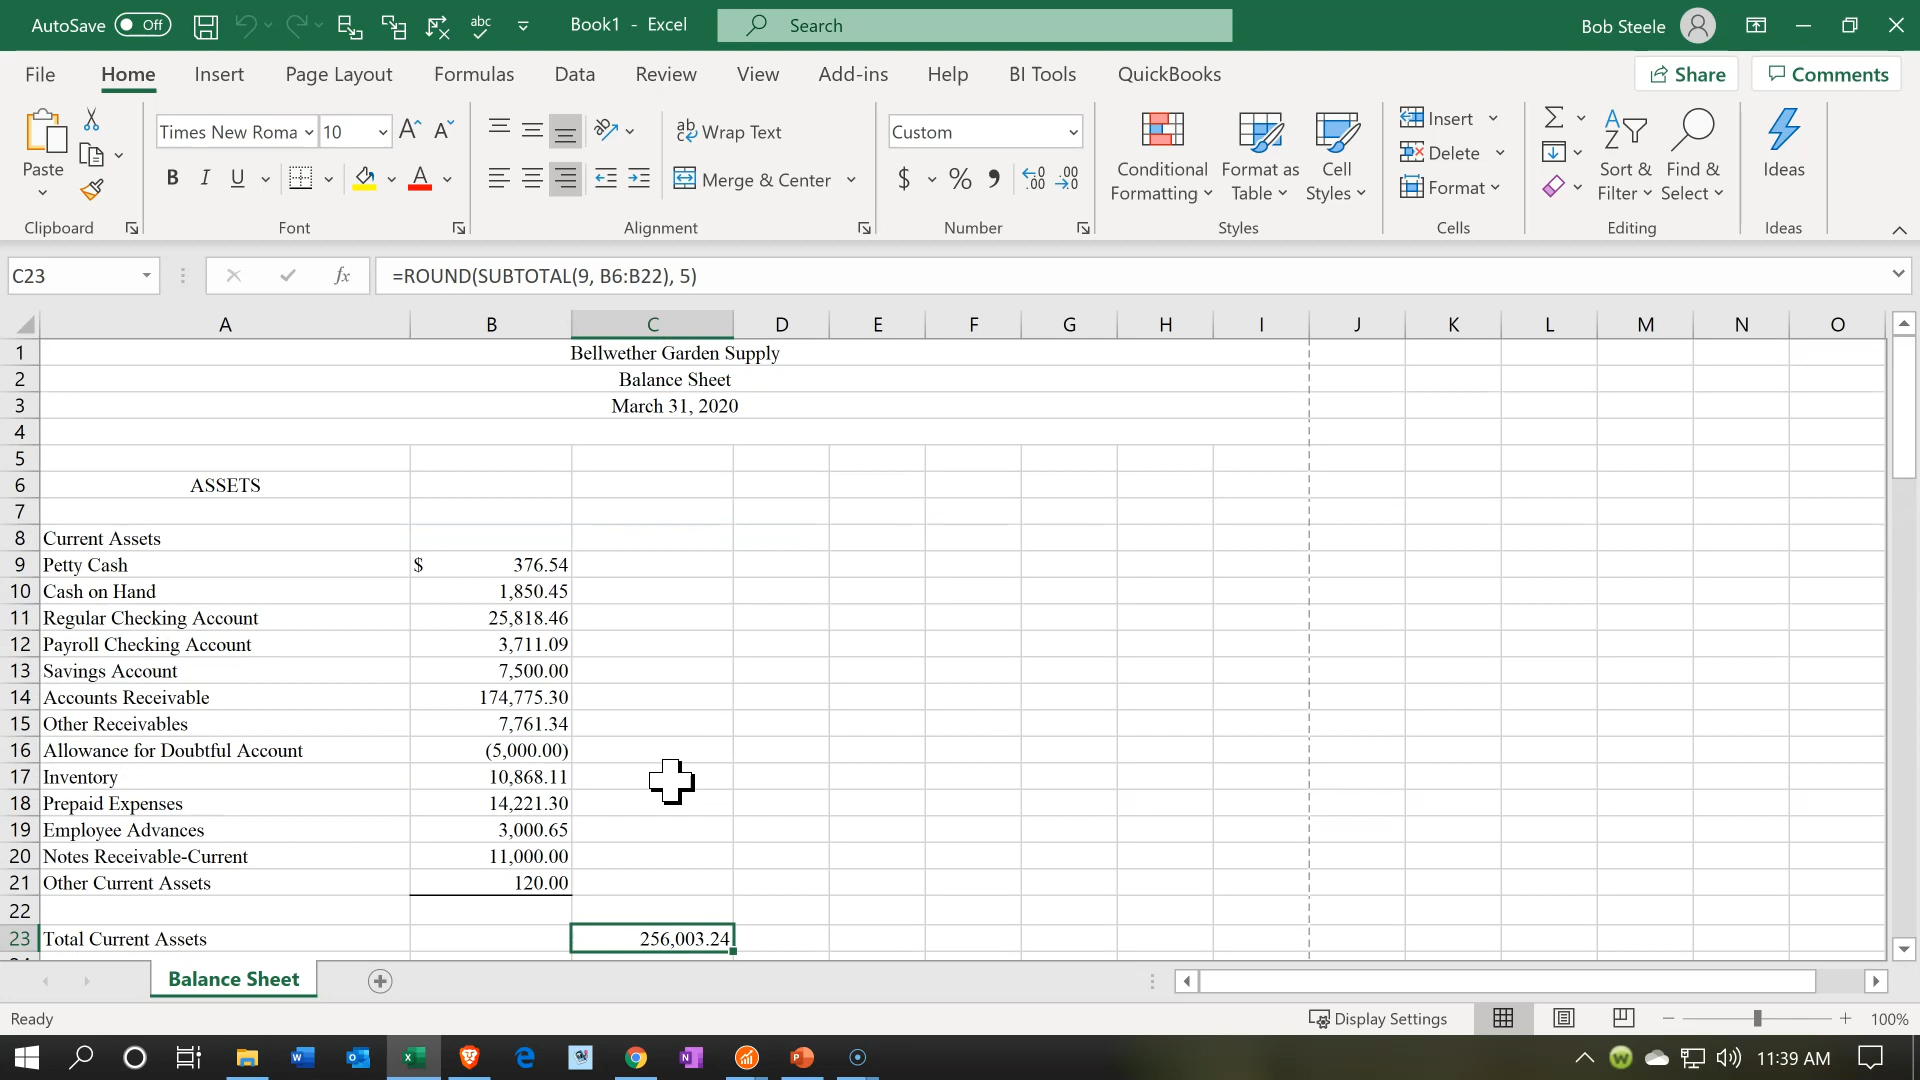 AutoSave Off Book1 - Excel Search Bob Steele
File Home Insert Page Layout Formulas Data Review View Add-ins Help BI Tools QuickBooks Share Comments
Paste
Clipboard
Times New Roma 10
B I U
Font
Wrap Text
Merge & Center
Alignment
Custom
$ % 9
Number
Conditional Formatting
Format as Table
Cell Styles
Styles
Insert
Delete
Format
Cells
Sort & Filter
Find & Select
Editing
Ideas
Ideas
C23 fx =ROUND(SUBTOTAL(9, B6:B22), 5)
A B C D E F G H I J K L M N O
1 Bellwether Garden Supply
2 Balance Sheet
3 March 31, 2020
4
5
6 ASSETS
7
8 Current Assets
9 Petty Cash $ 376.54
10 Cash on Hand 1,850.45
11 Regular Checking Account 25,818.46
12 Payroll Checking Account 3,711.09
13 Savings Account 7,500.00
14 Accounts Receivable 174,775.30
15 Other Receivables 7,761.34
16 Allowance for Doubtful Account (5,000.00)
17 Inventory 10,868.11
18 Prepaid Expenses 14,221.30
19 Employee Advances 3,000.65
20 Notes Receivable-Current 11,000.00
21 Other Current Assets 120.00
22
23 Total Current Assets 256,003.24
Balance Sheet
Ready Display Settings 100%
11:39 AM